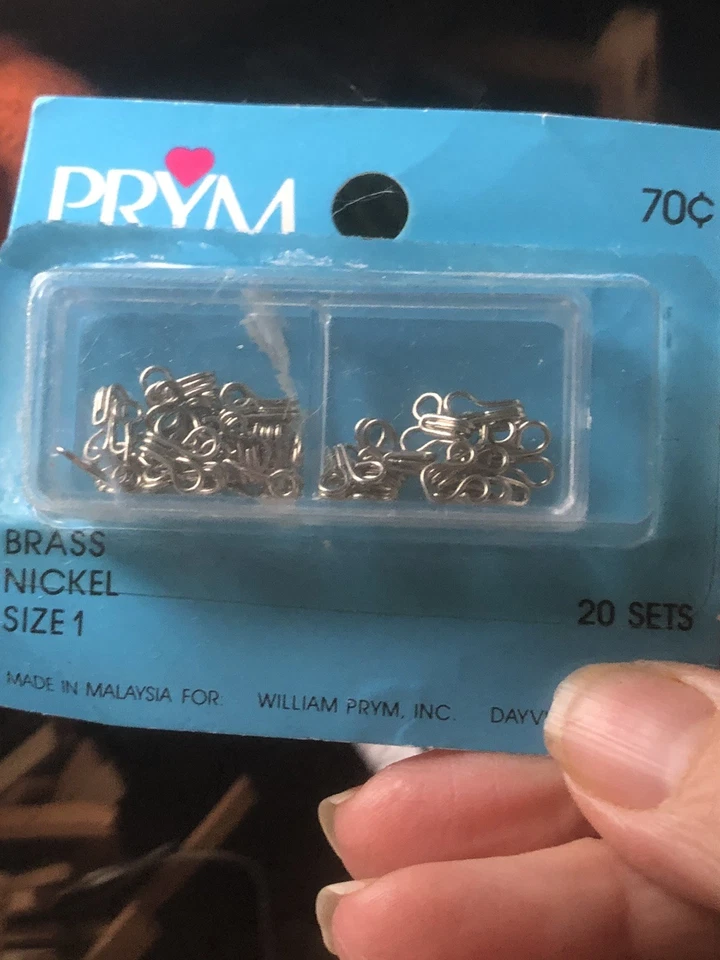 PRYM
70¢
BRASS
NICKEL
SIZE 1
20 SETS
MADE IN MALAYSIA FOR: WILLIAM PRYM, INC.